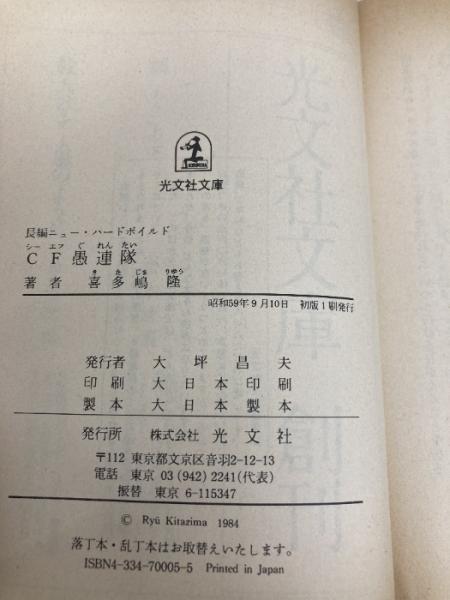 光文社文庫
長編ニュー・ハードボイルド
シー エフ ぐ れん たい
CF愚連隊
き た じま りゅう
著者 喜多嶋 隆
昭和59年9月10日 初版1刷発行
発行者 大坪昌夫
印刷 大日本印刷
製本 大日本製本
発行所 株式会社 光文社
〒112 東京都文京区音羽2-12-13
電話 東京 03(942)2241(代表)
振替 東京 6-115347
© Ryū Kitazima 1984
落丁本・乱丁本はお取替えいたします。
ISBN4-334-70005-5 Printed in Japan
光文社文庫 創刊